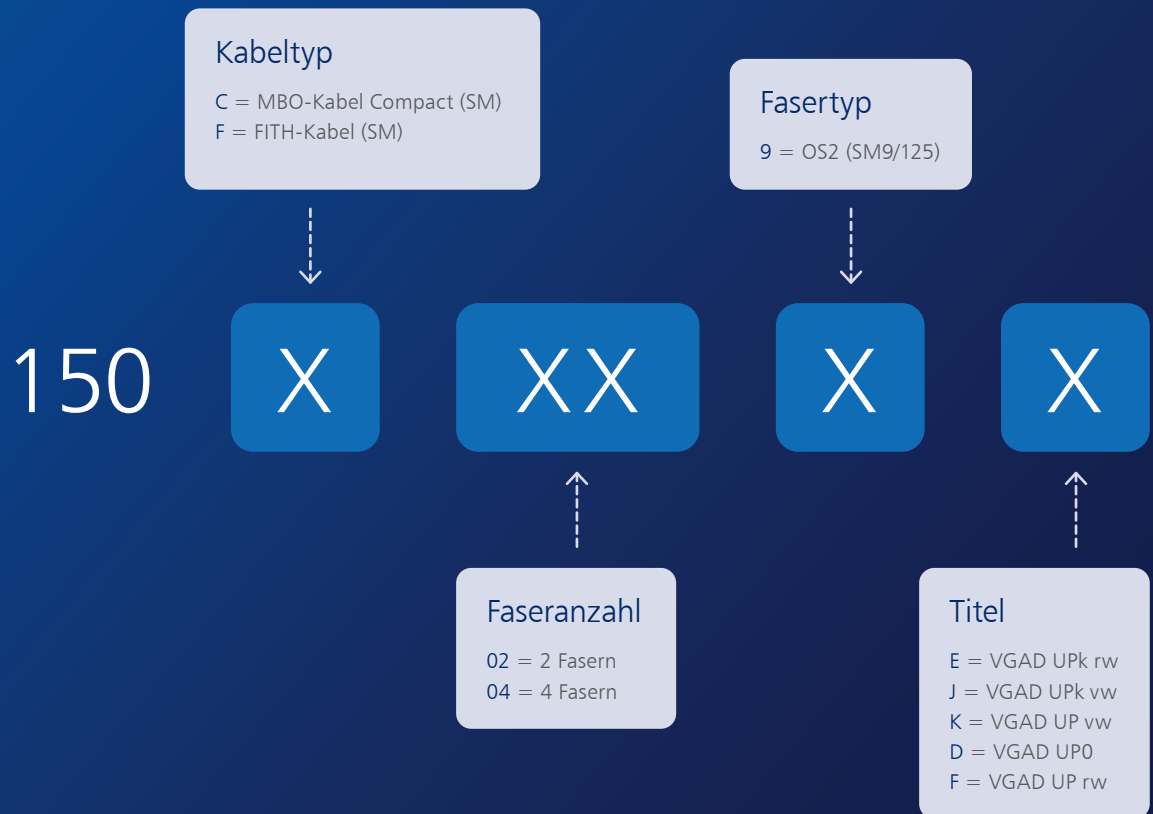 Kabeltyp
C = MBO-Kabel Compact (SM)
F = FITH-Kabel (SM)
Fasertyp
9 = OS2 (SM9/125)
150 X XX X X
Faseranzahl
02 = 2 Fasern
04 = 4 Fasern
Titel
E = VGAD UPk rw
J = VGAD UPk vw
K = VGAD UP vw
D = VGAD UP0
F = VGAD UP rw